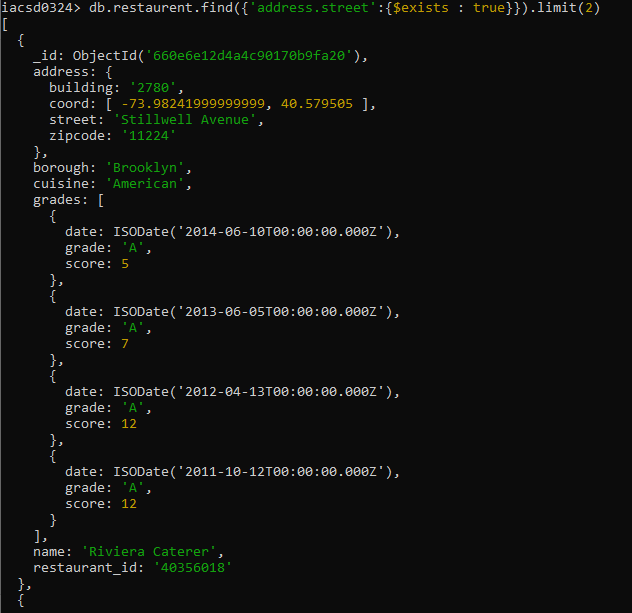 iacsd0324> db.restaurent.find({'address.street':{$exists : true}}).limit(2)
[
  {
    _id: ObjectId('660e6e12d4a4c90170b9fa20'),
    address: {
      building: '2780',
      coord: [ -73.98241999999999, 40.579505 ],
      street: 'Stillwell Avenue',
      zipcode: '11224'
    },
    borough: 'Brooklyn',
    cuisine: 'American',
    grades: [
      {
        date: ISODate('2014-06-10T00:00:00.000Z'),
        grade: 'A',
        score: 5
      },
      {
        date: ISODate('2013-06-05T00:00:00.000Z'),
        grade: 'A',
        score: 7
      },
      {
        date: ISODate('2012-04-13T00:00:00.000Z'),
        grade: 'A',
        score: 12
      },
      {
        date: ISODate('2011-10-12T00:00:00.000Z'),
        grade: 'A',
        score: 12
      }
    ],
    name: 'Riviera Caterer',
    restaurant_id: '40356018'
  },
  {